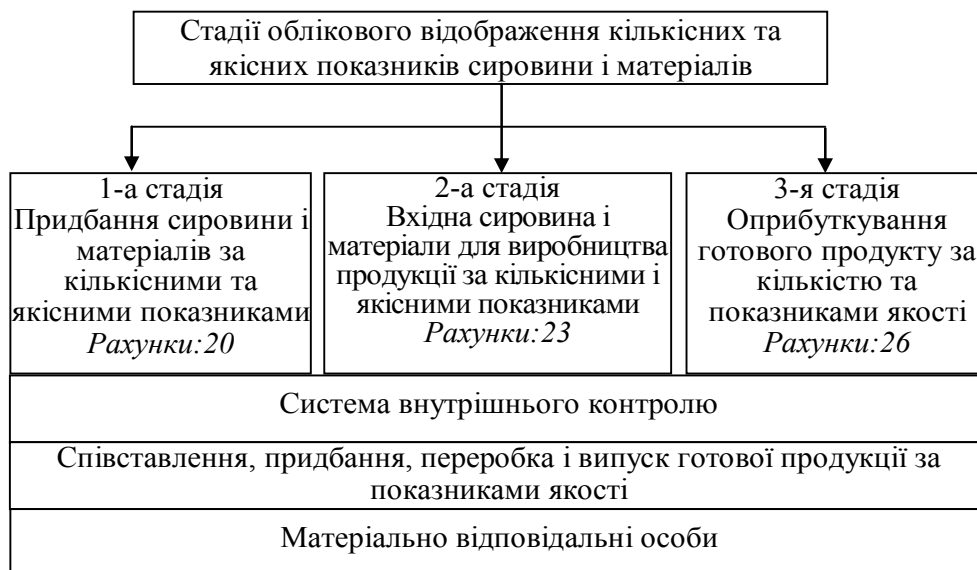 Стадії облікового відображення кількісних та
якісних показників сировини і матеріалів
1-а стадія
Придбання сировини і
матеріалів за
кількісними та
якісними показниками
Рахунки:20
2-а стадія
Вхідна сировина і
матеріали для виробництва
продукції за кількісними і
якісними показниками
Рахунки:23
3-я стадія
Оприбуткування
готового продукту за
кількістю та
показниками якості
Рахунки:26
Система внутрішнього контролю
Співставлення, придбання, переробка і випуск готової продукції за
показниками якості
Матеріально відповідальні особи